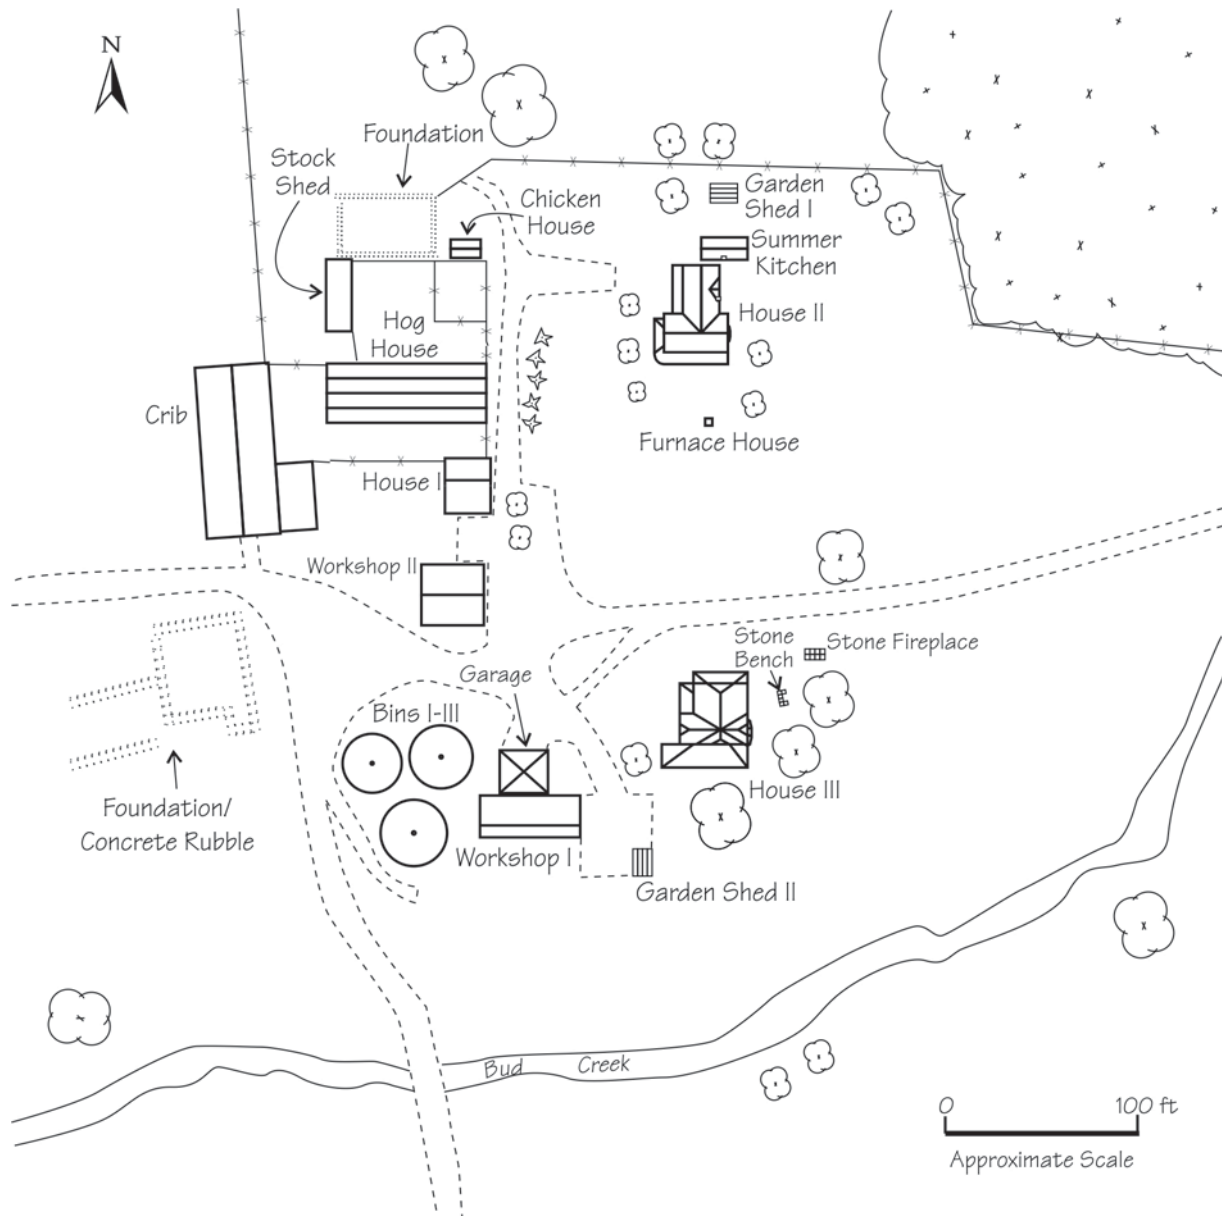 N
Foundation
Stock
Shed
Chicken
House
Garden
Shed I
Summer
Kitchen
House II
Hog
House
Crib
Furnace House
House I
Workshop II
Stone
Bench
Stone Fireplace
Garage
Bins I-III
House III
Foundation/
Concrete Rubble
Workshop I
Garden Shed II
Bud Creek
0 100 ft
Approximate Scale